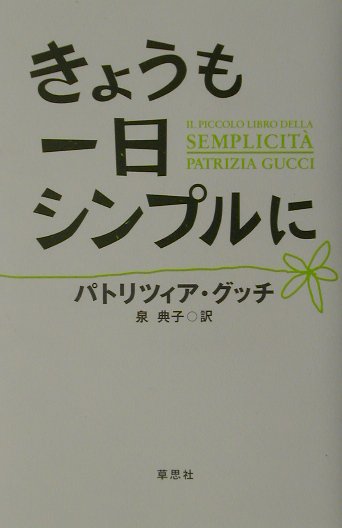 きょうも
一日
シンプルに
IL PICCOLO LIBRO DELLA
SEMPLICITÀ
PATRIZIA GUCCI
パトリツィア・グッチ
泉 典子○訳
草思社